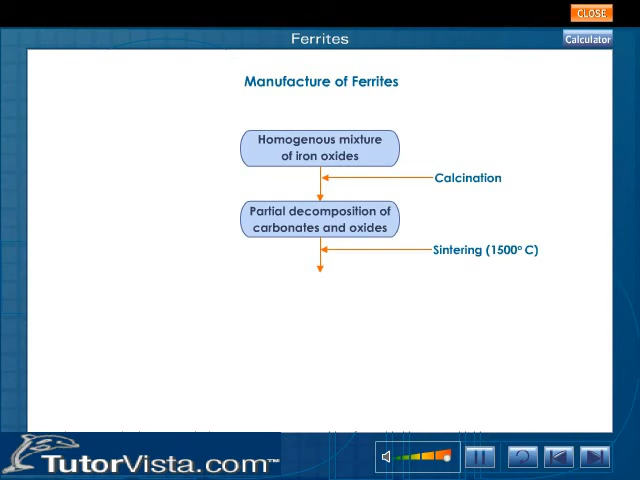 CLOSE
Ferrites
Calculator
Manufacture of Ferrites
Homogenous mixture
of iron oxides
Calcination
Partial decomposition of
carbonates and oxides
Sintering (1500° C)
TutorVista.com™